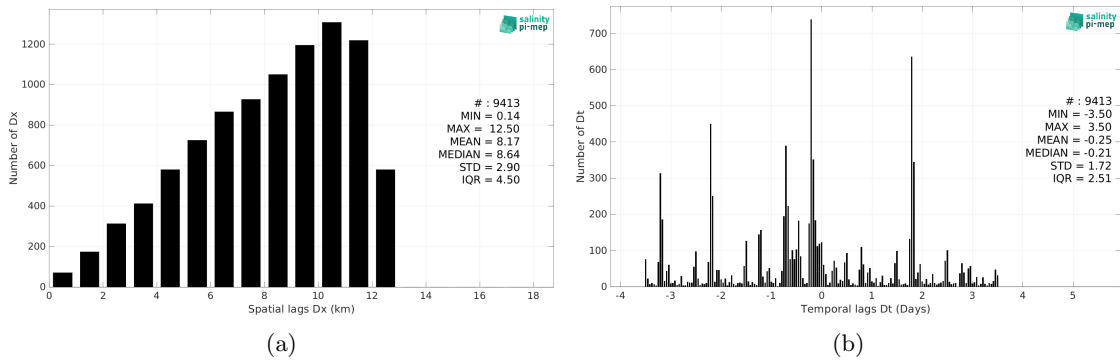 salinity
pi-mep
1200
1000
800
600
400
200
0
Number of Dx
# : 9413
MIN = 0.14
MAX = 12.50
MEAN = 8.17
MEDIAN = 8.64
STD = 2.90
IQR = 4.50
0 2 4 6 8 10 12 14 16 18
Spatial lags Dx (km)
(a)
salinity
pi-mep
700
600
500
400
300
200
100
0
Number of Dt
# : 9413
MIN = -3.50
MAX = 3.50
MEAN = -0.25
MEDIAN = -0.21
STD = 1.72
IQR = 2.51
-4 -3 -2 -1 0 1 2 3 4 5
Temporal lags Dt (Days)
(b)